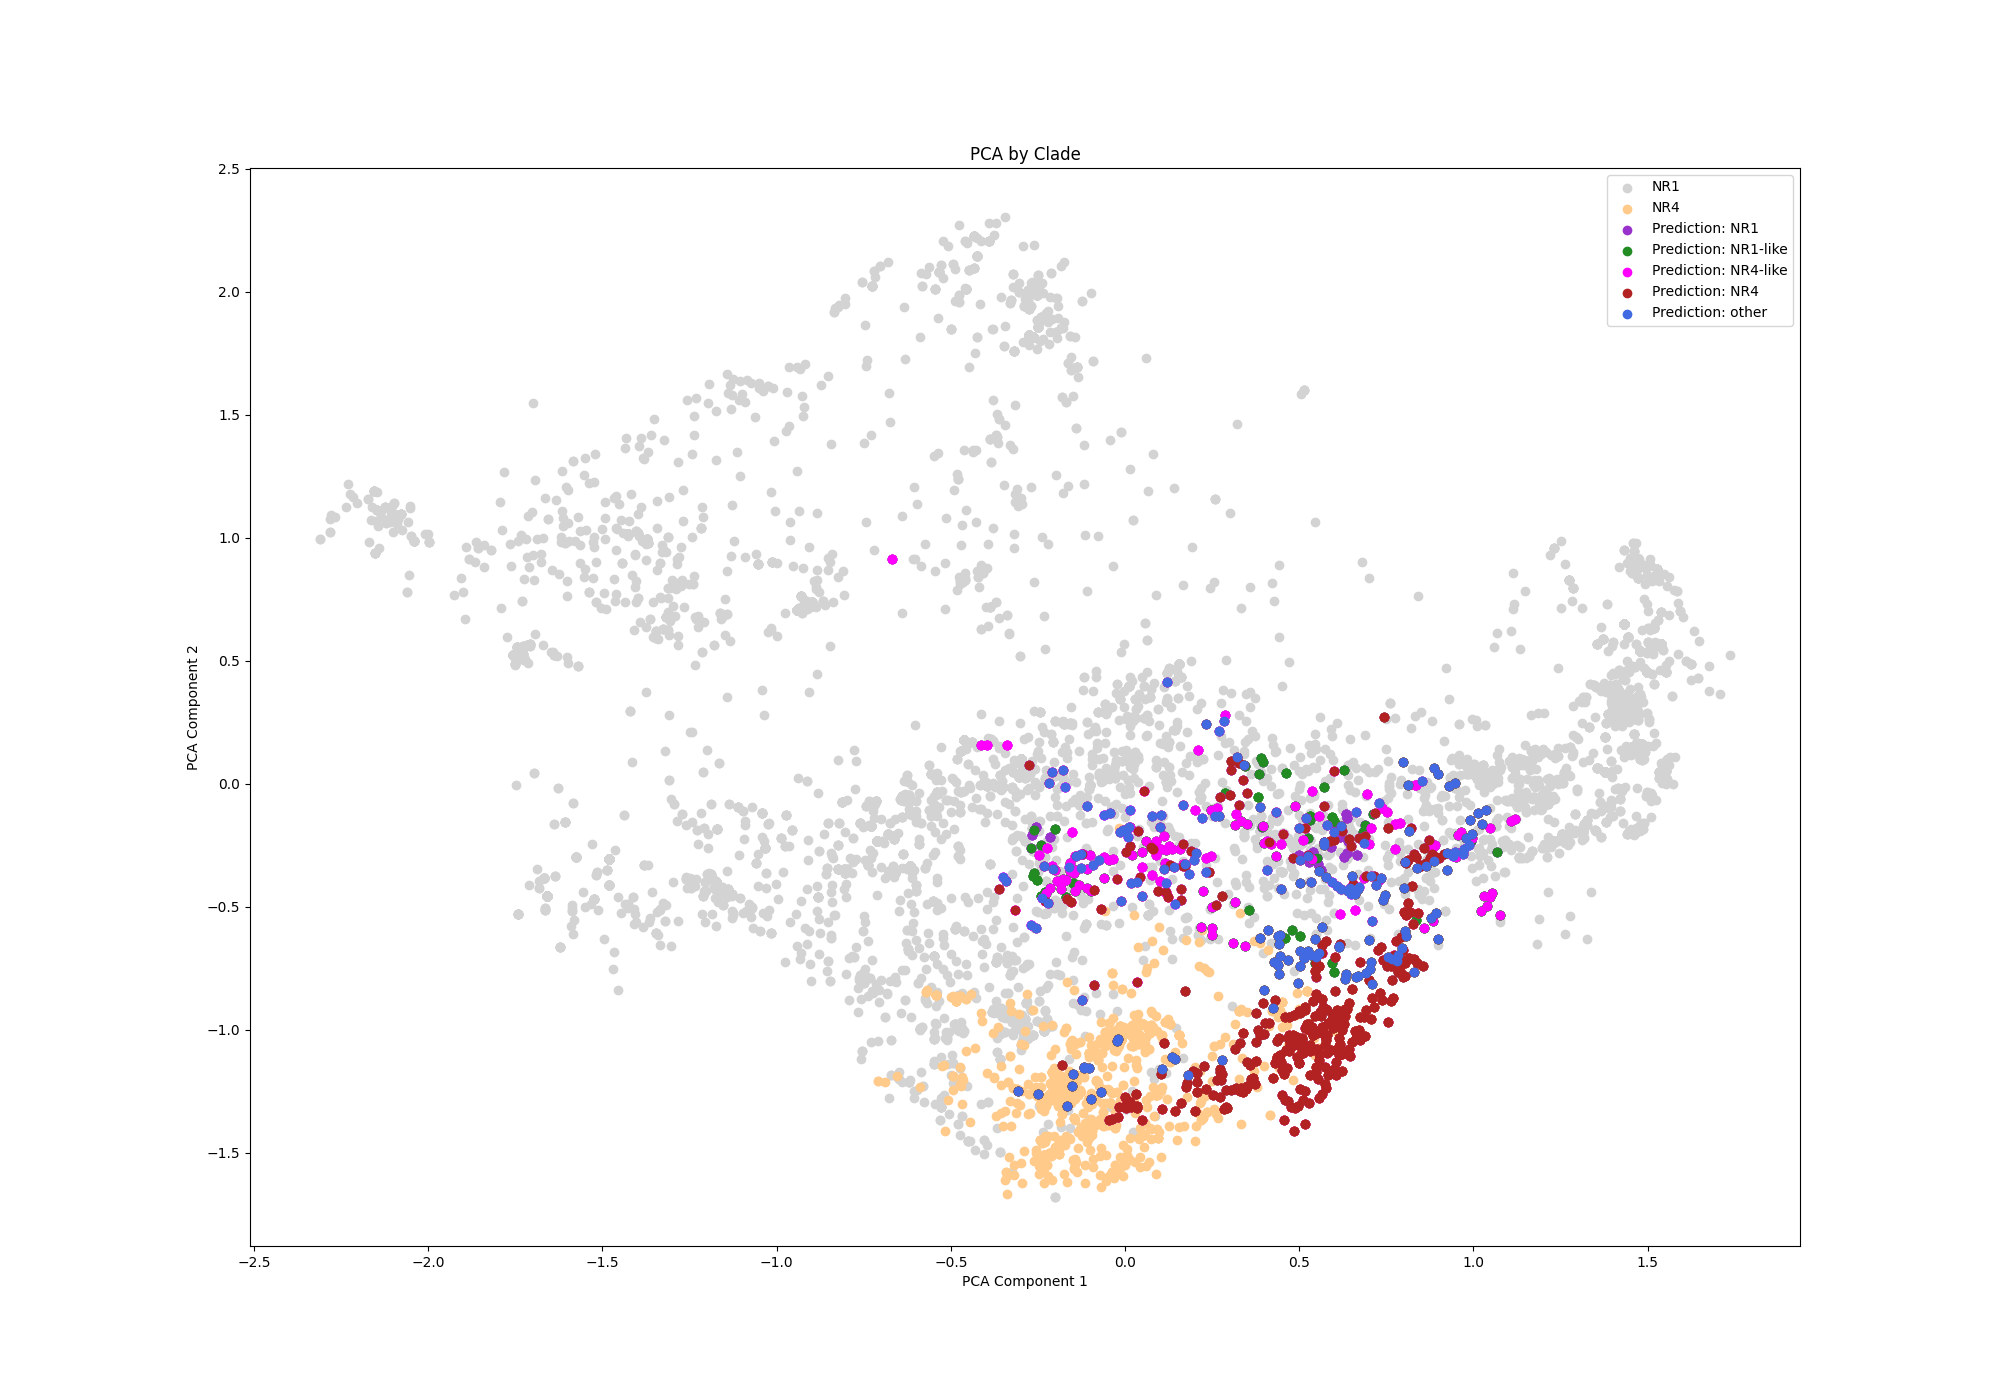 PCA by Clade
2.5
2.0
1.5
1.0
0.5
0.0
−0.5
−1.0
−1.5
PCA Component 2
NR1
NR4
Prediction: NR1
Prediction: NR1-like
Prediction: NR4-like
Prediction: NR4
Prediction: other
−2.5 −2.0 −1.5 −1.0 −0.5 0.0 0.5 1.0 1.5
PCA Component 1